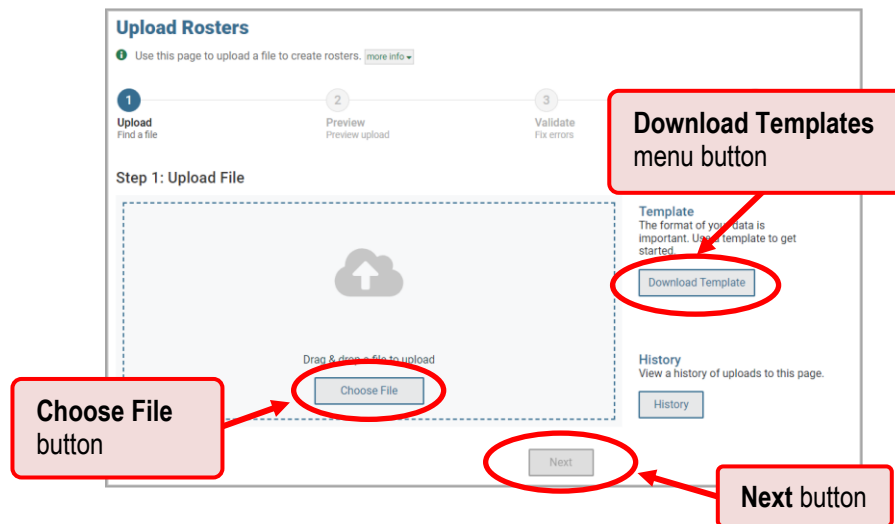 Upload Rosters
Use this page to upload a file to create rosters. more info
1
2
3
Upload
Preview
Validate
Find a file
Preview upload
Fix errors
Download Templates
menu button
Step 1: Upload File
Template
The format of your data is
important. Use a template to get
started.
Download Template
Drag & drop a file to upload
Choose File
History
View a history of uploads to this page.
History
Choose File
button
Next
Next button